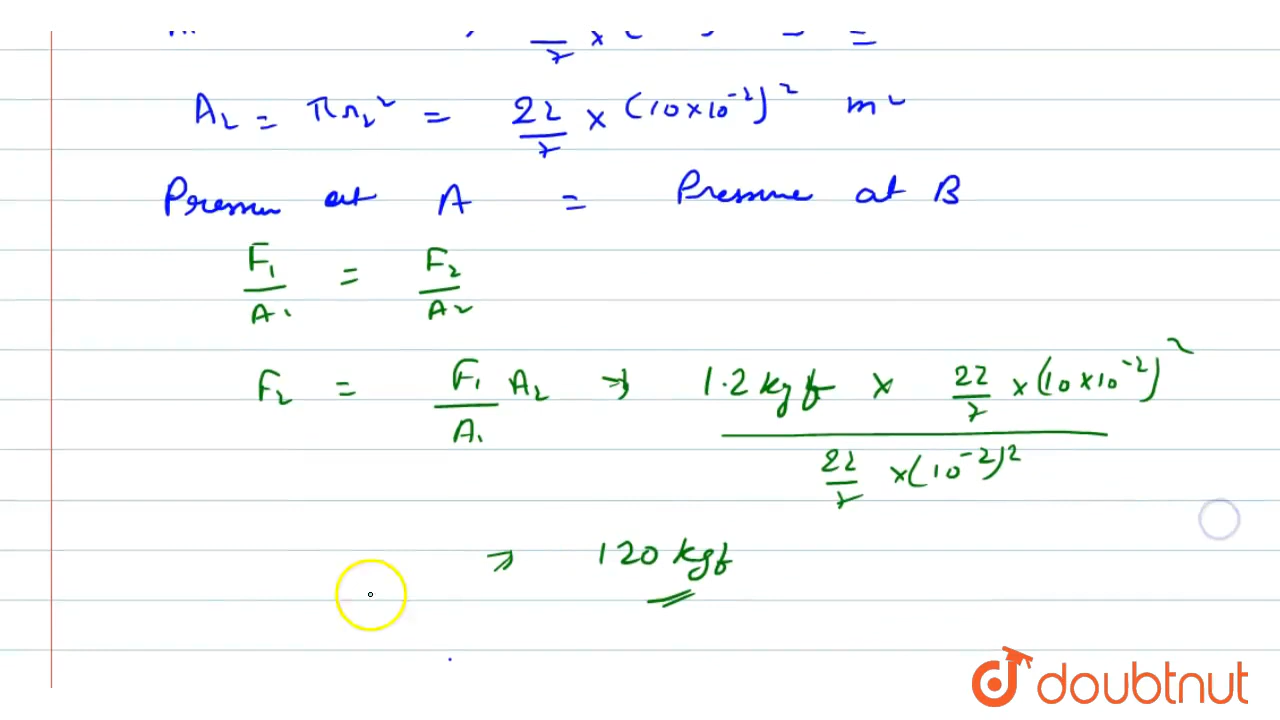 A₂ = πr₂² = 22/7 × (10×10⁻²)² m²
Pressure at A = Pressure at B
F₁/A₁ = F₂/A₂
F₂ = F₁/A₁ A₂ ⇒ 1.2 kgf × 22/7 × (10×10⁻²)² / 22/7 × (10⁻²)²
⇒ 120 kgf
doubtnut